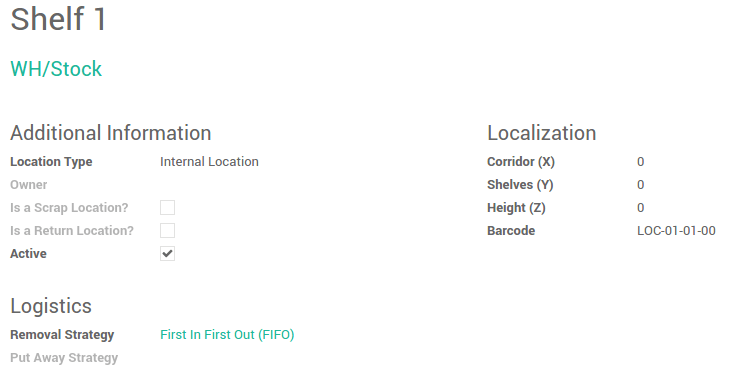 Shelf 1
WH/Stock
Additional Information
Location Type Internal Location
Owner
Is a Scrap Location?
Is a Return Location?
Active
Localization
Corridor (X) 0
Shelves (Y) 0
Height (Z) 0
Barcode LOC-01-01-00
Logistics
Removal Strategy First In First Out (FIFO)
Put Away Strategy